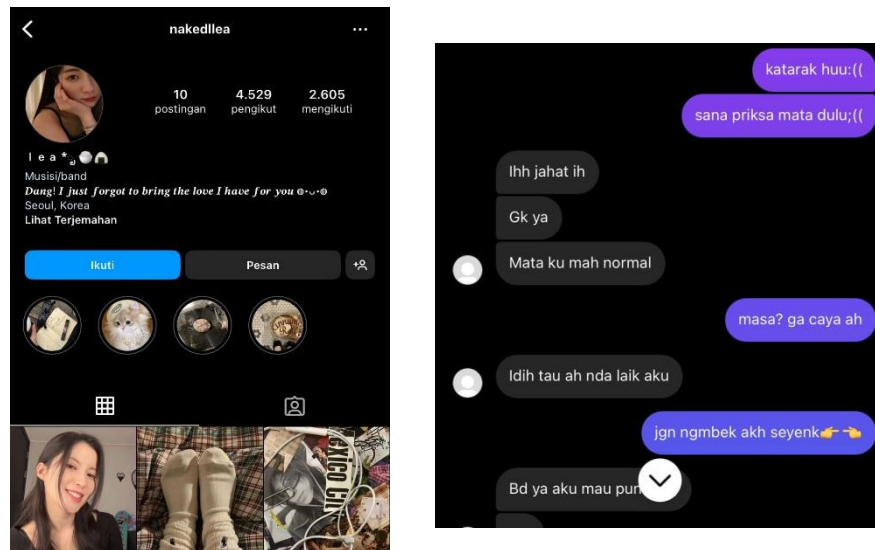 nakedllea
10 4.529 2.605
postingan pengikut mengikuti
l e a
Musisi/band
Dang! I just forgot to bring the love I have for you
Seoul, Korea
Lihat Terjemahan
Ikuti Pesan
MEXICO
katarak huu:((
sana priksa mata dulu;((
Ihh jahat ih
Gk ya
Mata ku mah normal
masa? ga caya ah
Idih tau ah nda laik aku
jgn ngmbek akh seyenk👉👈
Bd ya aku mau